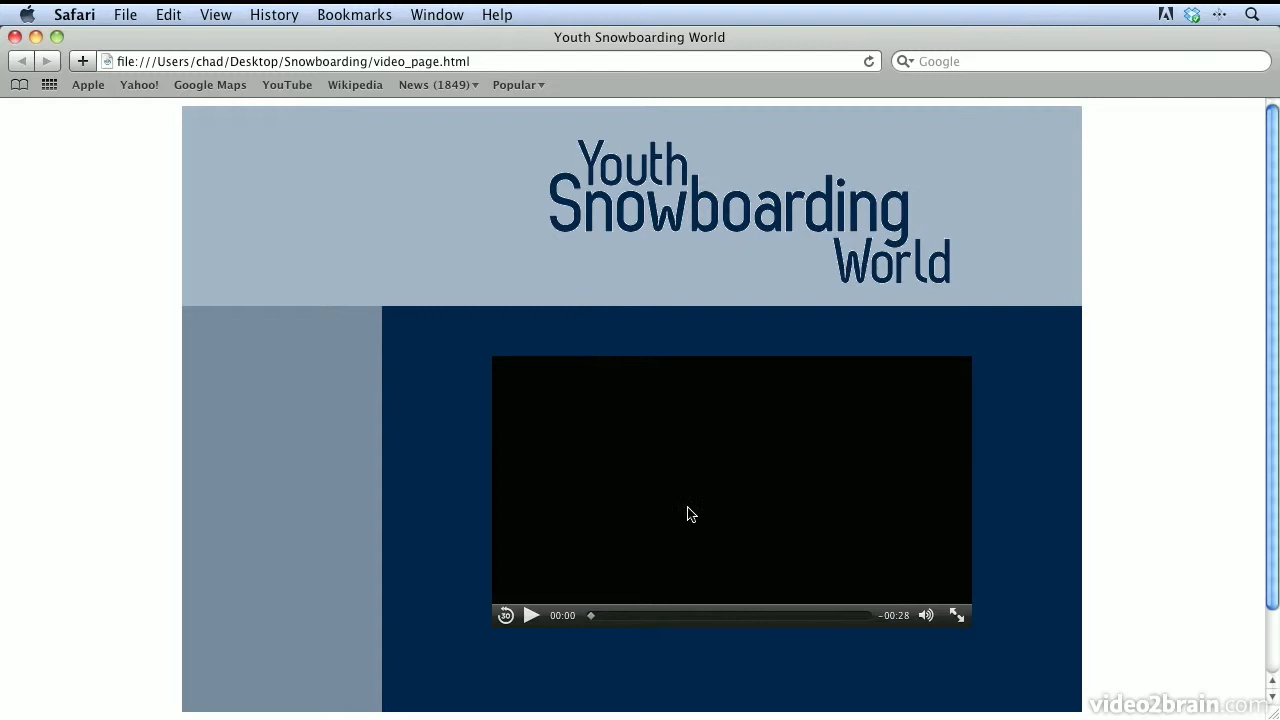 Safari File Edit View History Bookmarks Window Help
Youth Snowboarding World
file:///Users/chad/Desktop/Snowboarding/video_page.html Google
Apple Yahoo! Google Maps YouTube Wikipedia News (1849) Popular
Youth
Snowboarding
World
30 00:00 -00:28
video2brain.com